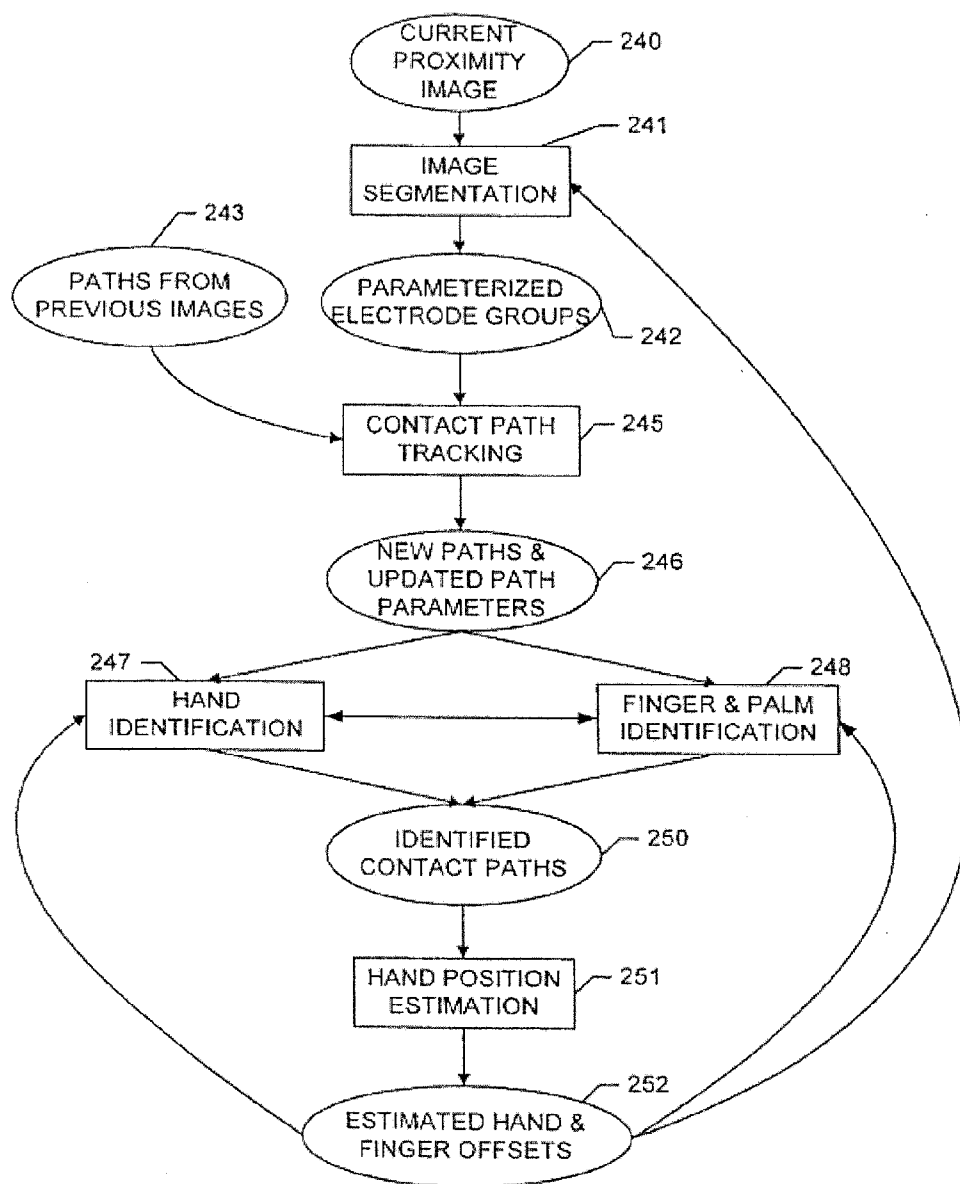 CURRENT
PROXIMITY
IMAGE
240
241
IMAGE
SEGMENTATION
243
PATHS FROM
PREVIOUS IMAGES
PARAMETERIZED
ELECTRODE GROUPS
242
CONTACT PATH
TRACKING
245
NEW PATHS &
UPDATED PATH
PARAMETERS
246
247
HAND
IDENTIFICATION
248
FINGER & PALM
IDENTIFICATION
IDENTIFIED
CONTACT PATHS
250
HAND POSITION
ESTIMATION
251
252
ESTIMATED HAND &
FINGER OFFSETS